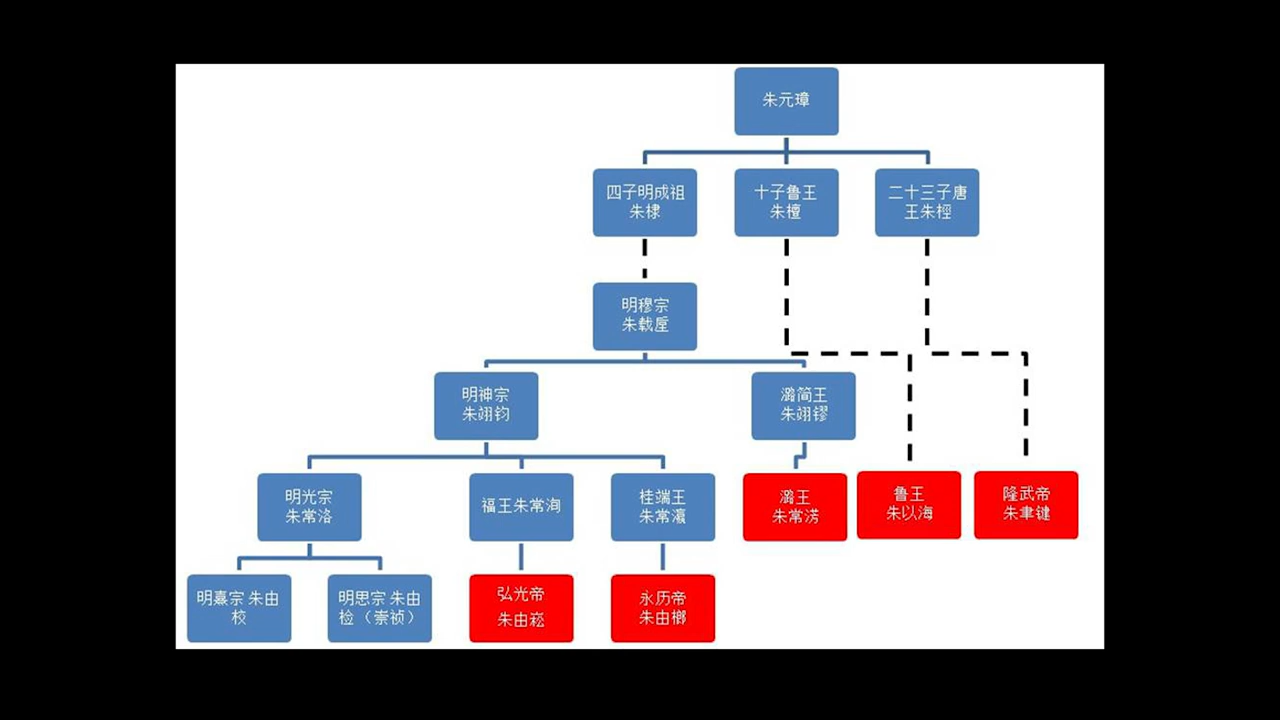 朱元璋
四子明成祖
朱棣
十子鲁王
朱檀
二十三子唐
王朱桱
明穆宗
朱载垕
明神宗
朱翊钧
潞简王
朱翊镠
明光宗
朱常洛
福王朱常洵
桂端王
朱常瀛
潞王
朱常淓
鲁王
朱以海
隆武帝
朱聿键
明熹宗 朱由
校
明思宗 朱由
检（崇祯）
弘光帝
朱由崧
永历帝
朱由榔